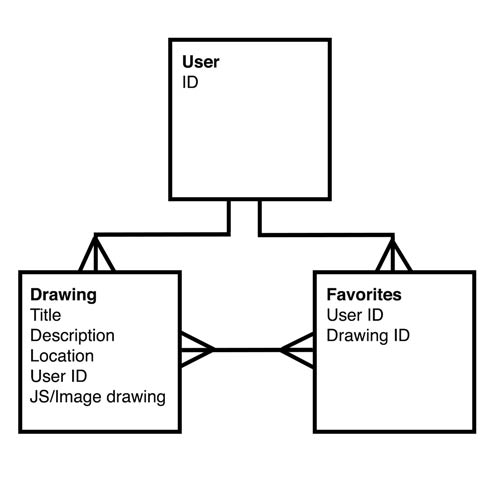 User
ID
Drawing
Title
Description
Location
User ID
JS/Image drawing
Favorites
User ID
Drawing ID